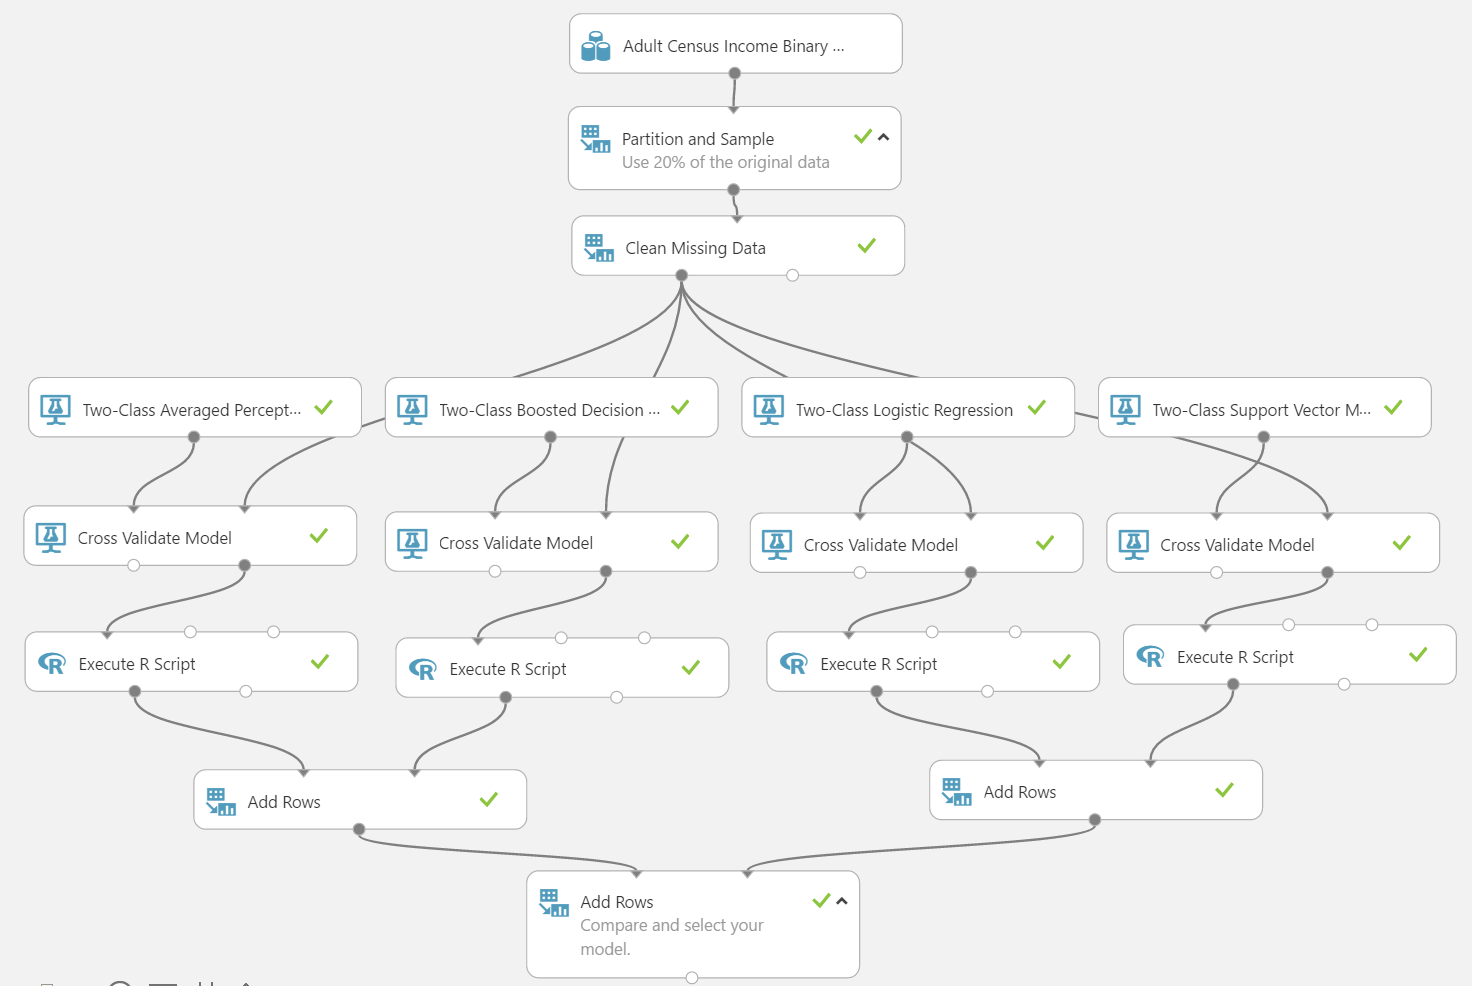 Adult Census Income Binary ...
Partition and Sample
Use 20% of the original data
Clean Missing Data
Two-Class Averaged Percept...
Two-Class Boosted Decision ...
Two-Class Logistic Regression
Two-Class Support Vector M...
Cross Validate Model
Cross Validate Model
Cross Validate Model
Cross Validate Model
Execute R Script
Execute R Script
Execute R Script
Execute R Script
Add Rows
Add Rows
Add Rows
Compare and select your
model.